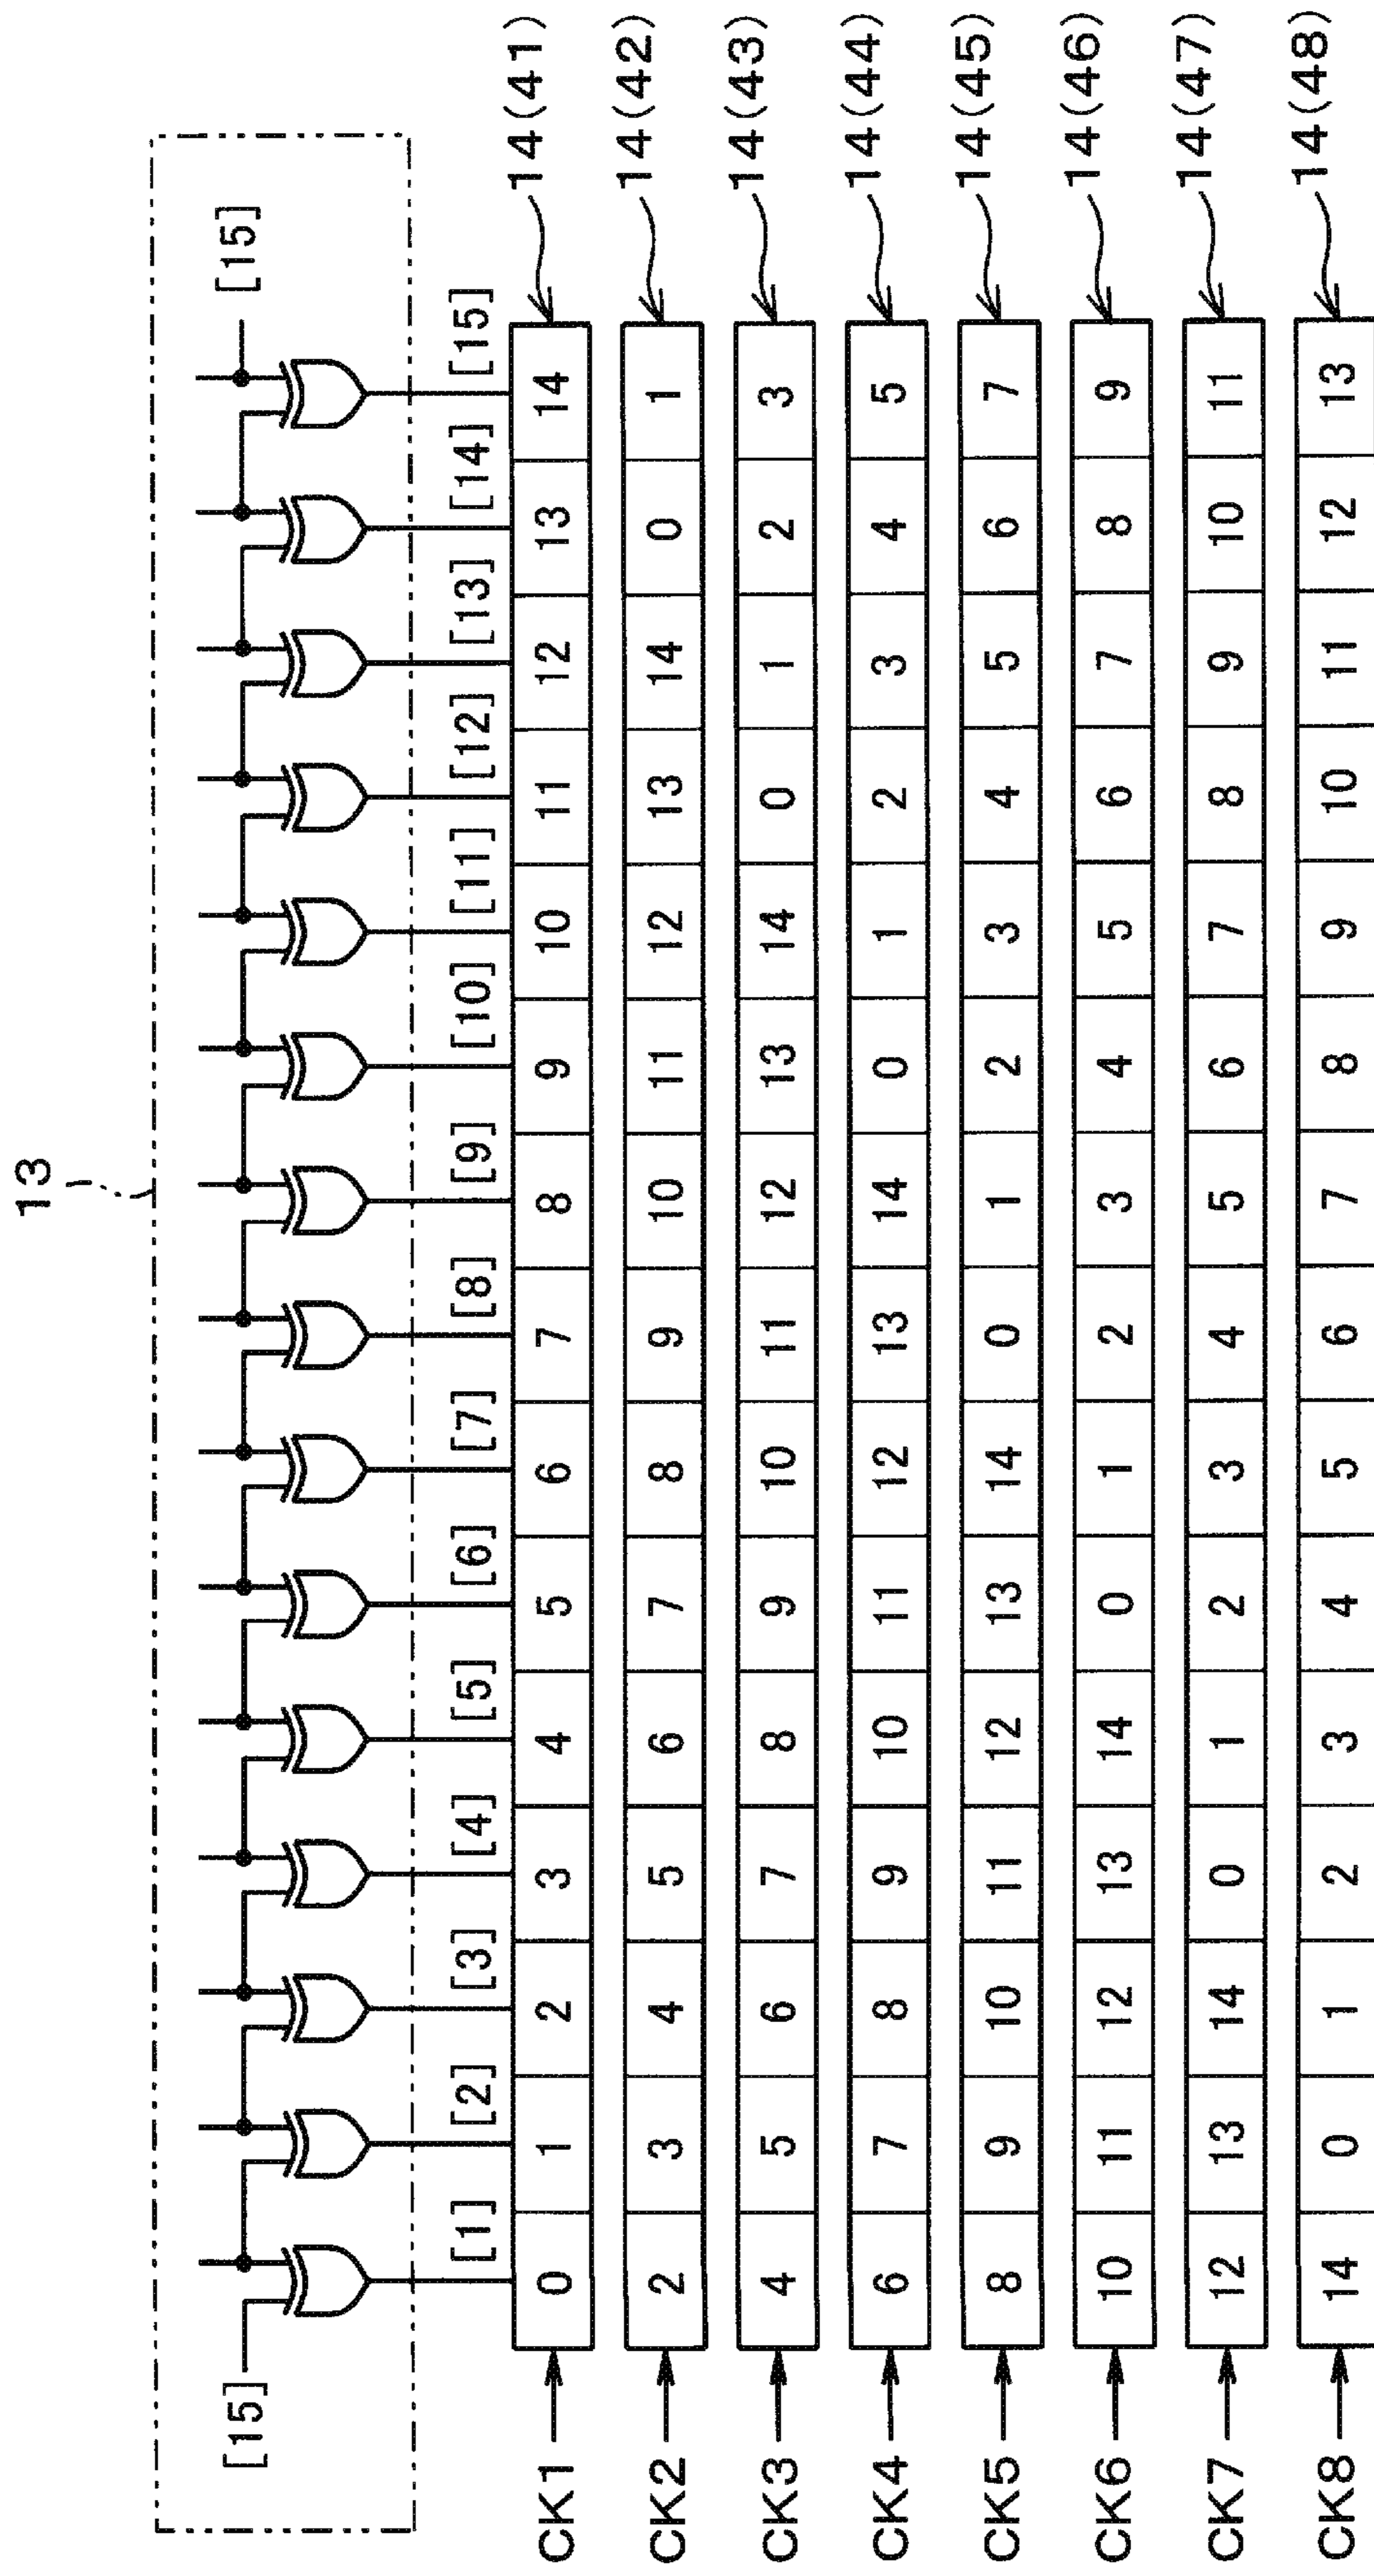 13
[15] [15]
[1] [2] [3] [4] [5] [6] [7] [8] [9] [10] [11] [12] [13] [14] [15]
CK1 0 1 2 3 4 5 6 7 8 9 10 11 12 13 14 14(41)
CK2 2 3 4 5 6 7 8 9 10 11 12 13 14 0 1 14(42)
CK3 4 5 6 7 8 9 10 11 12 13 14 0 1 2 3 14(43)
CK4 6 7 8 9 10 11 12 13 14 0 1 2 3 4 5 14(44)
CK5 8 9 10 11 12 13 14 0 1 2 3 4 5 6 7 14(45)
CK6 10 11 12 13 14 0 1 2 3 4 5 6 7 8 9 14(46)
CK7 12 13 14 0 1 2 3 4 5 6 7 8 9 10 11 14(47)
CK8 14 0 1 2 3 4 5 6 7 8 9 10 11 12 13 14(48)